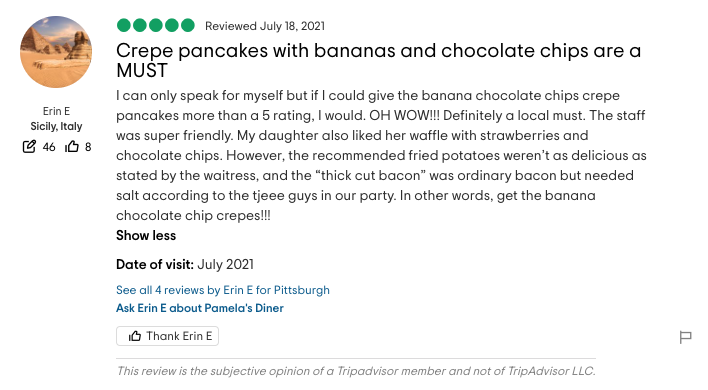 Reviewed July 18, 2021
Crepe pancakes with bananas and chocolate chips are a
MUST
I can only speak for myself but if I could give the banana chocolate chips crepe
pancakes more than a 5 rating, I would. OH WOW!!! Definitely a local must. The staff
was super friendly. My daughter also liked her waffle with strawberries and
chocolate chips. However, the recommended fried potatoes weren't as delicious as
stated by the waitress, and the “thick cut bacon” was ordinary bacon but needed
salt according to the tjeee guys in our party. In other words, get the banana
chocolate chip crepes!!!
Show less
Erin E
Sicily, Italy
46 8
Date of visit: July 2021
See all 4 reviews by Erin E for Pittsburgh
Ask Erin E about Pamela's Diner
Thank Erin E
This review is the subjective opinion of a Tripadvisor member and not of TripAdvisor LLC.